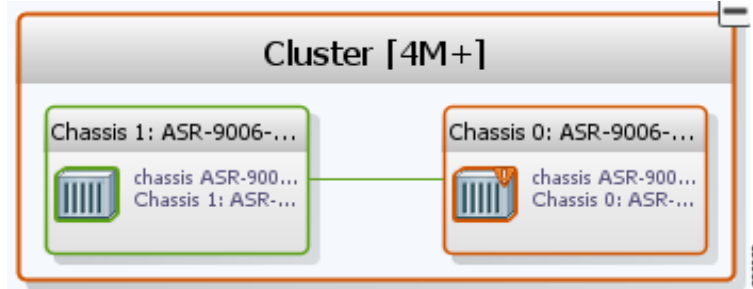 Cluster [4M+]
Chassis 1: ASR-9006-...
chassis ASR-900...
Chassis 1: ASR-...
Chassis 0: ASR-9006-...
chassis ASR-900...
Chassis 0: ASR-...